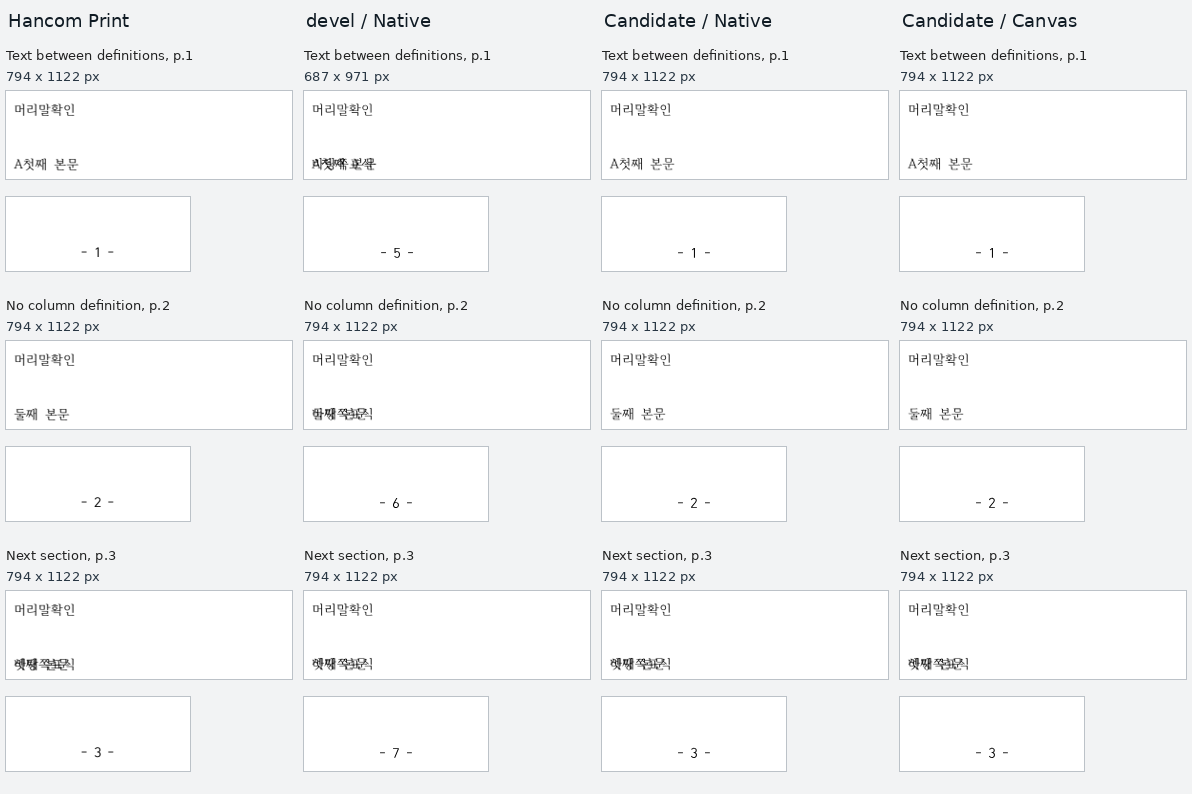 Hancom Print devel / Native Candidate / Native Candidate / Canvas
Text between definitions, p.1 Text between definitions, p.1 Text between definitions, p.1 Text between definitions, p.1
794 x 1122 px 687 x 971 px 794 x 1122 px 794 x 1122 px
머리말확인 머리말확인 머리말확인 머리말확인
A첫째 본문 A첫째 본문 A첫째 본문
- 1 - - 5 - - 1 - - 1 -
No column definition, p.2 No column definition, p.2 No column definition, p.2 No column definition, p.2
794 x 1122 px 794 x 1122 px 794 x 1122 px 794 x 1122 px
머리말확인 머리말확인 머리말확인 머리말확인
둘째 본문 둘째 본문 둘째 본문
- 2 - - 6 - - 2 - - 2 -
Next section, p.3 Next section, p.3 Next section, p.3 Next section, p.3
794 x 1122 px 794 x 1122 px 794 x 1122 px 794 x 1122 px
머리말확인 머리말확인 머리말확인 머리말확인
- 3 - - 7 - - 3 - - 3 -